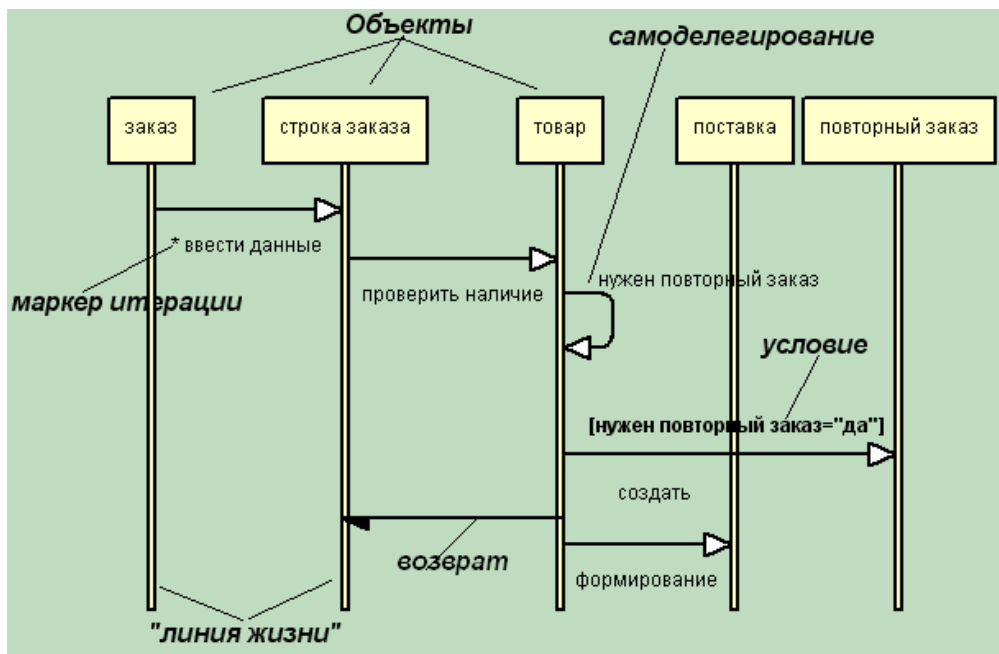 Объекты
самоделегирование
заказ
строка заказа
товар
поставка
повторный заказ
* ввести данные
маркер итерации
проверить наличие
нужен повторный заказ
условие
[нужен повторный заказ="да"]
создать
возврат
формирование
"линия жизни"